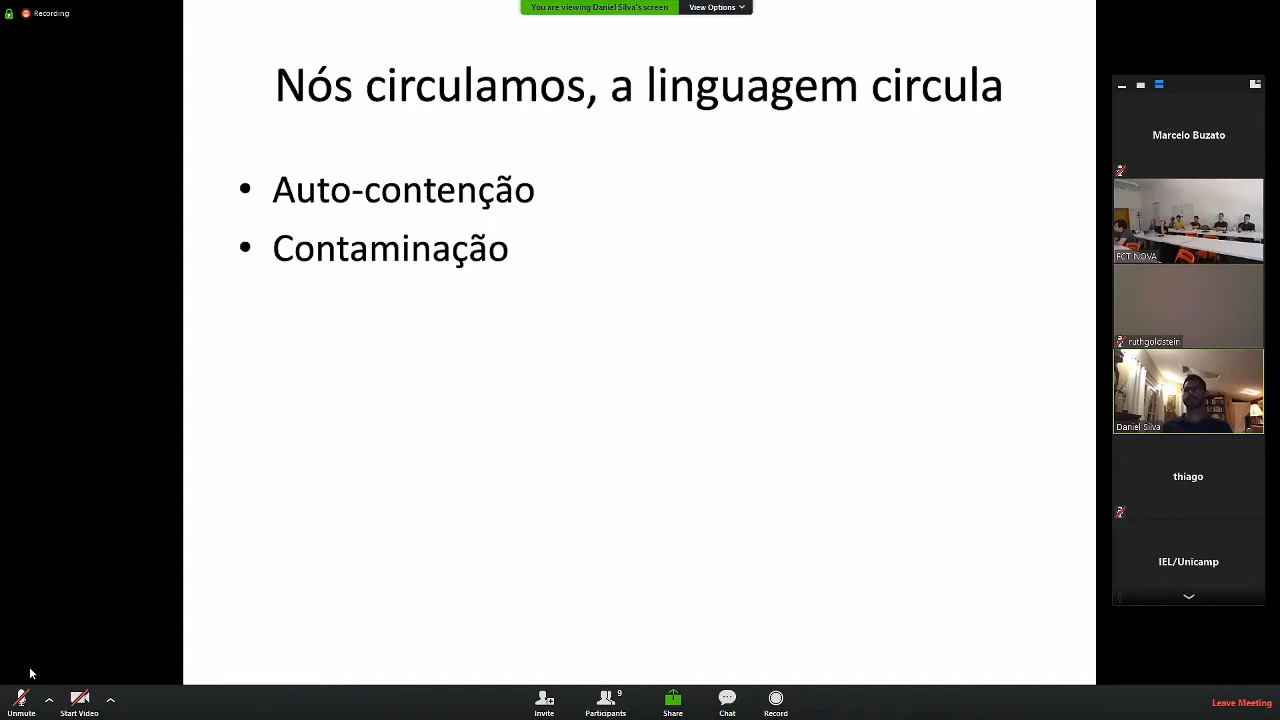 Recording
You are viewing Daniel Silva's screen
View Options
Nós circulamos, a linguagem circula
• Auto-contenção
• Contaminação
Marcelo Buzato
FCT NOVA
ruthgoldstein
Daniel Silva
thiago
IEL/Unicamp
Unmute
Start Video
Invite
9
Participants
Share
Chat
Record
Leave Meeting